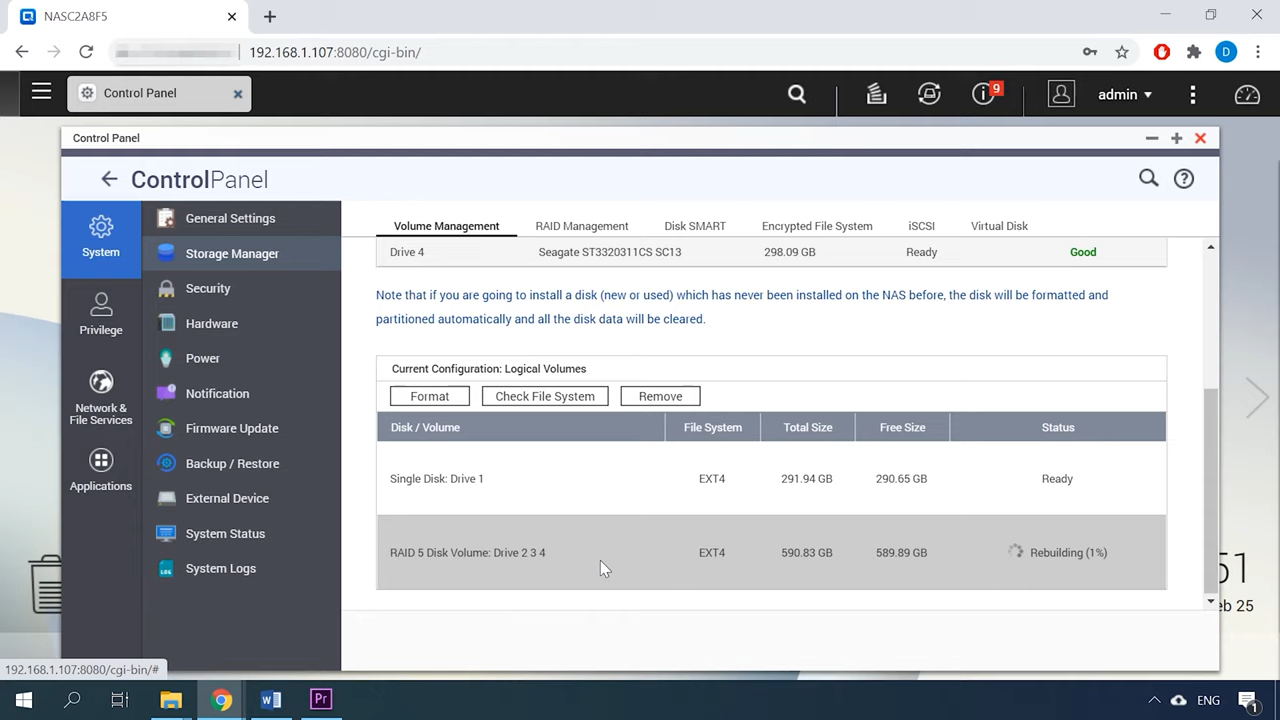 NASC2A8F5
192.168.1.107:8080/cgi-bin/
D
Control Panel
9
admin
Control Panel
ControlPanel
System
Privilege
Network &
File Services
Applications
General Settings
Storage Manager
Security
Hardware
Power
Notification
Firmware Update
Backup / Restore
External Device
System Status
LOG
System Logs
Volume Management RAID Management Disk SMART Encrypted File System iSCSI Virtual Disk
Drive 4 Seagate ST3320311CS SC13 298.09 GB Ready Good
Note that if you are going to install a disk (new or used) which has never been installed on the NAS before, the disk will be formatted and
partitioned automatically and all the disk data will be cleared.
Current Configuration: Logical Volumes
Format Check File System Remove
Disk / Volume File System Total Size Free Size Status
Single Disk: Drive 1 EXT4 291.94 GB 290.65 GB Ready
RAID 5 Disk Volume: Drive 2 3 4 EXT4 590.83 GB 589.89 GB Rebuilding (1%)
51
eb 25
192.168.1.107:8080/cgi-bin/#
W
Pr
ENG
1